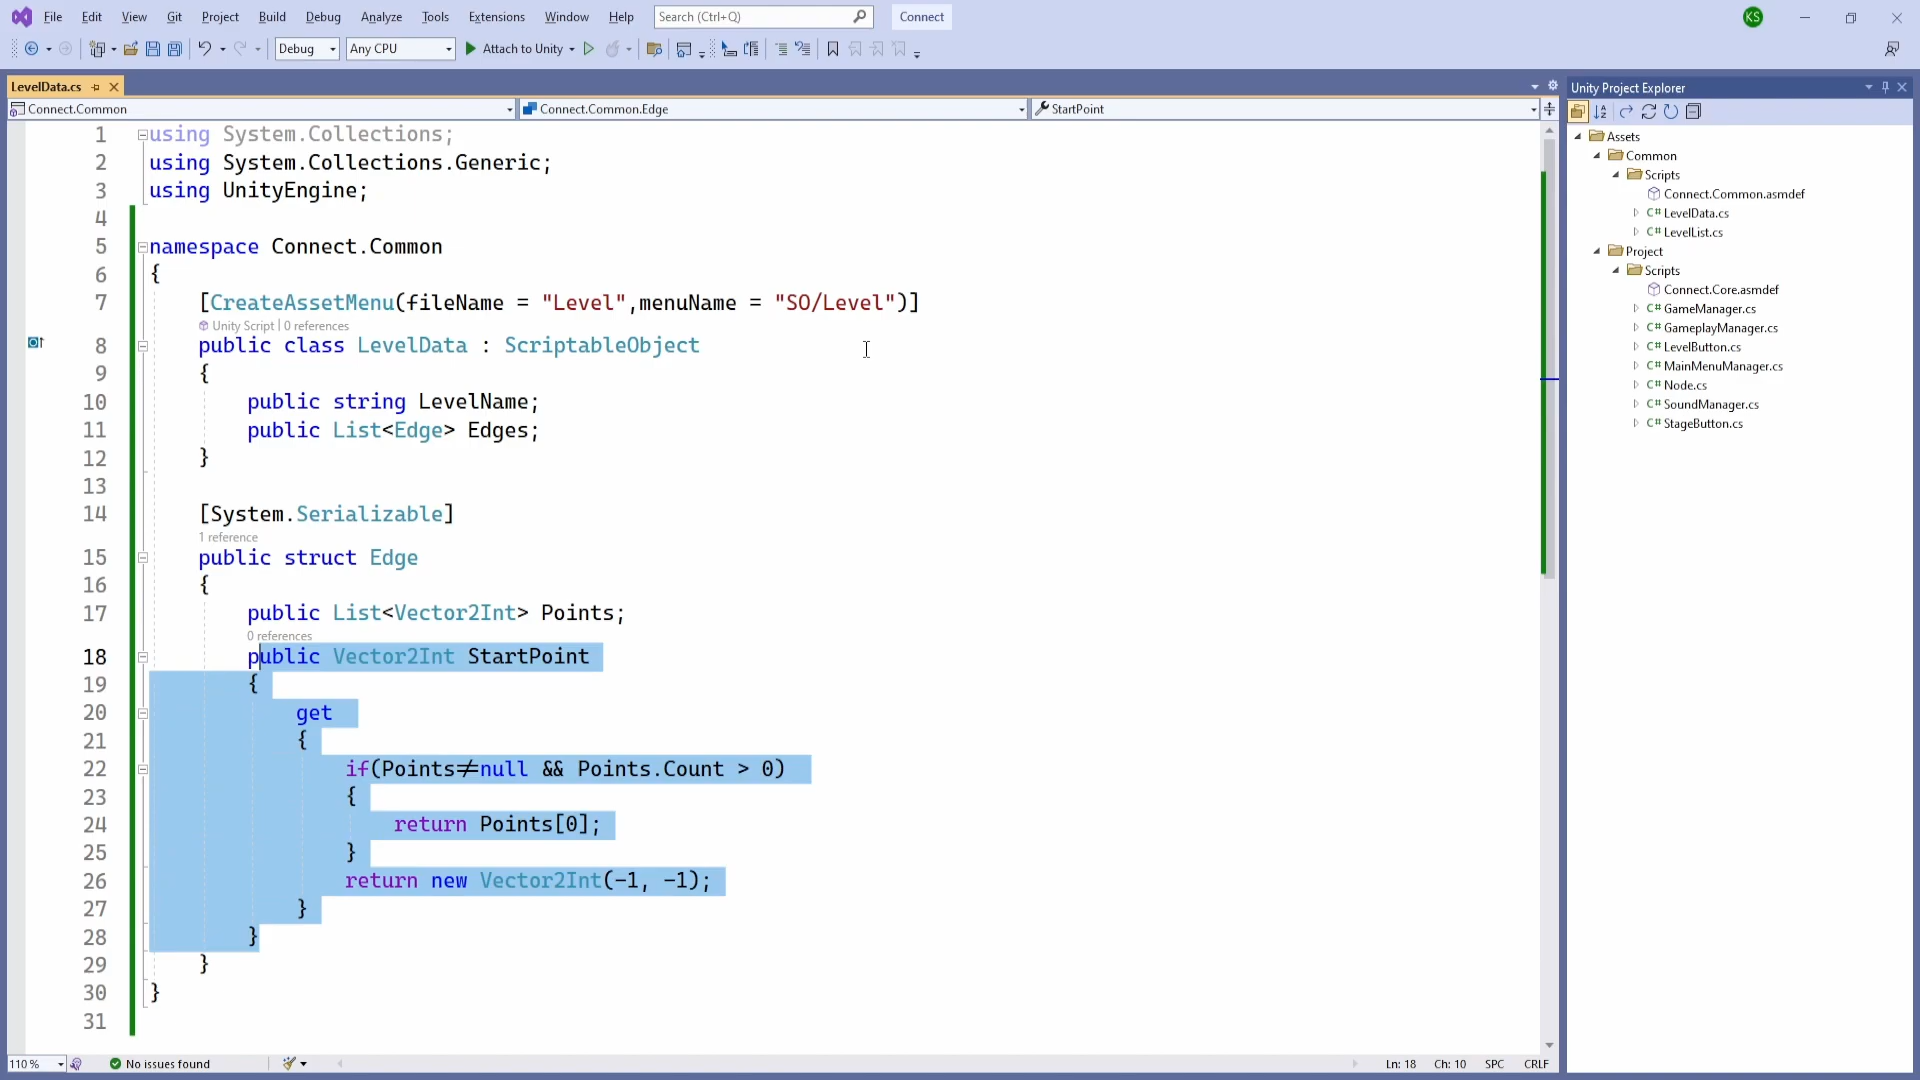 File Edit View Git Project Build Debug Analyze Tools Extensions Window Help Search (Ctrl+Q) Connect KS
Debug Any CPU Attach to Unity
LevelData.cs
Connect.Common Connect.Common.Edge StartPoint
1 using System.Collections;
2 using System.Collections.Generic;
3 using UnityEngine;
4
5 namespace Connect.Common
6 {
7 [CreateAssetMenu(fileName = "Level",menuName = "SO/Level")]
Unity Script | 0 references
8 public class LevelData : ScriptableObject
9 {
10 public string LevelName;
11 public List<Edge> Edges;
12 }
13
14 [System.Serializable]
1 reference
15 public struct Edge
16 {
17 public List<Vector2Int> Points;
0 references
18 public Vector2Int StartPoint
19 {
20 get
21 {
22 if(Points≠null && Points.Count > 0)
23 {
24 return Points[0];
25 }
26 return new Vector2Int(-1, -1);
27 }
28 }
29 }
30 }
31
110 % No issues found Ln: 18 Ch: 10 SPC CRLF
Unity Project Explorer
Assets
Common
Scripts
Connect.Common.asmdef
C# LevelData.cs
C# LevelList.cs
Project
Scripts
Connect.Core.asmdef
C# GameManager.cs
C# GameplayManager.cs
C# LevelButton.cs
C# MainMenuManager.cs
C# Node.cs
C# SoundManager.cs
C# StageButton.cs